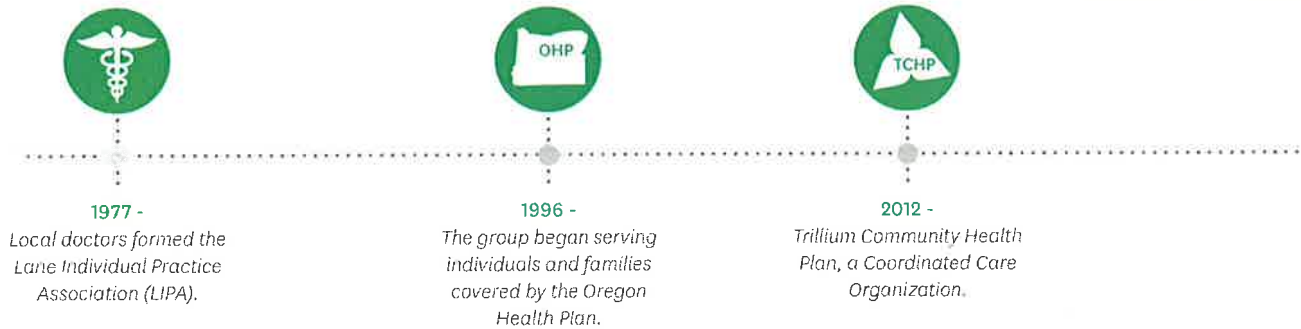 OHP
TCHP
1977 -
Local doctors formed the
Lane Individual Practice
Association (LIPA).
1996 -
The group began serving
individuals and families
covered by the Oregon
Health Plan.
2012 -
Trillium Community Health
Plan, a Coordinated Care
Organization.